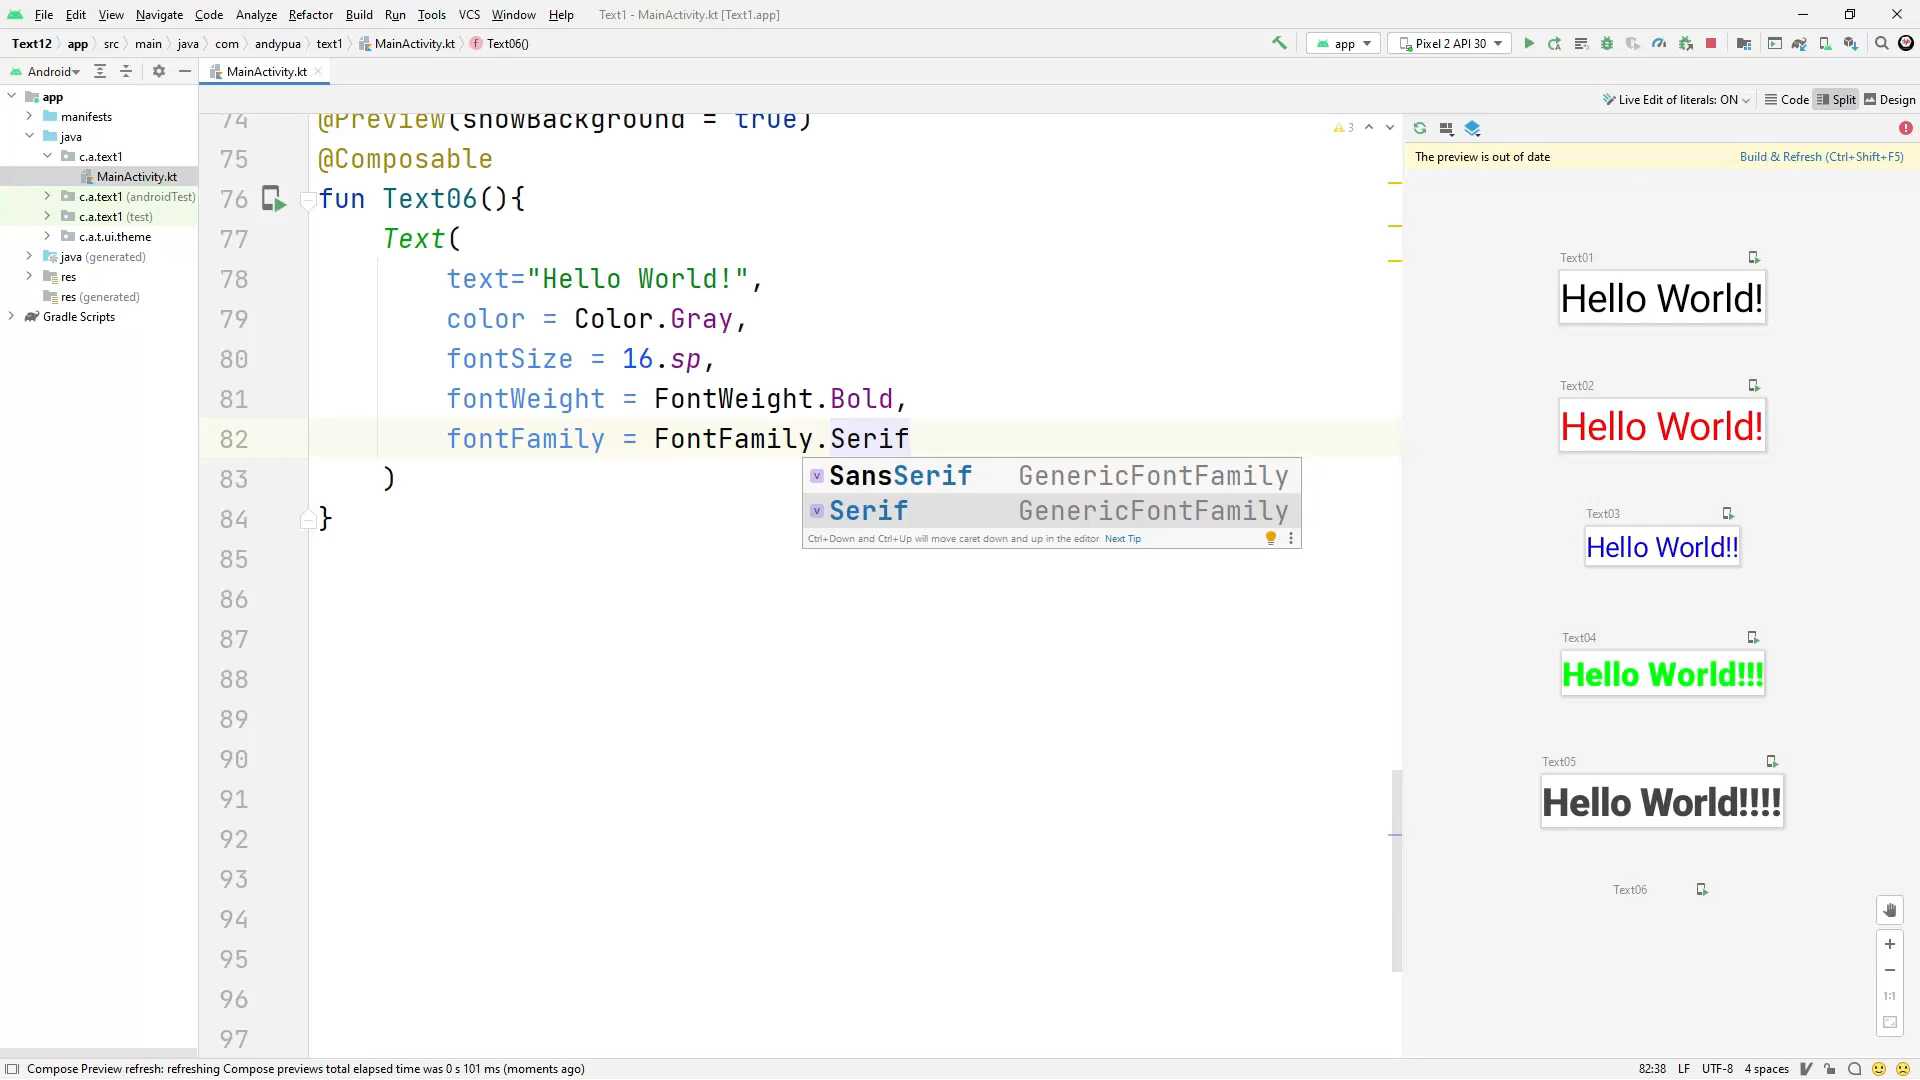 File Edit View Navigate Code Analyze Refactor Build Run Tools VCS Window Help Text1 - MainActivity.kt [Text1.app]
Text12 app src main java com andypua text1 MainActivity.kt Text06() app Pixel 2 API 30
Android MainActivity.kt
Live Edit of literals: ON Code Split Design
app
manifests
java
c.a.text1
MainActivity.kt
c.a.text1 (androidTest)
c.a.text1 (test)
c.a.t.ui.theme
java (generated)
res
res (generated)
Gradle Scripts
3
74 @Preview(showBackground = true)
75 @Composable
76 fun Text06(){
77 Text(
78 text="Hello World!",
79 color = Color.Gray,
80 fontSize = 16.sp,
81 fontWeight = FontWeight.Bold,
82 fontFamily = FontFamily.Serif
83 )
84 }
85
86
87
88
89
90
91
92
93
94
95
96
97
SansSerif GenericFontFamily
Serif GenericFontFamily
Ctrl+Down and Ctrl+Up will move caret down and up in the editor Next Tip
The preview is out of date Build & Refresh (Ctrl+Shift+F5)
Text01
Hello World!
Text02
Hello World!
Text03
Hello World!!
Text04
Hello World!!!
Text05
Hello World!!!!
Text06
1:1
Compose Preview refresh: refreshing Compose previews total elapsed time was 0 s 101 ms (moments ago) 82:38 LF UTF-8 4 spaces